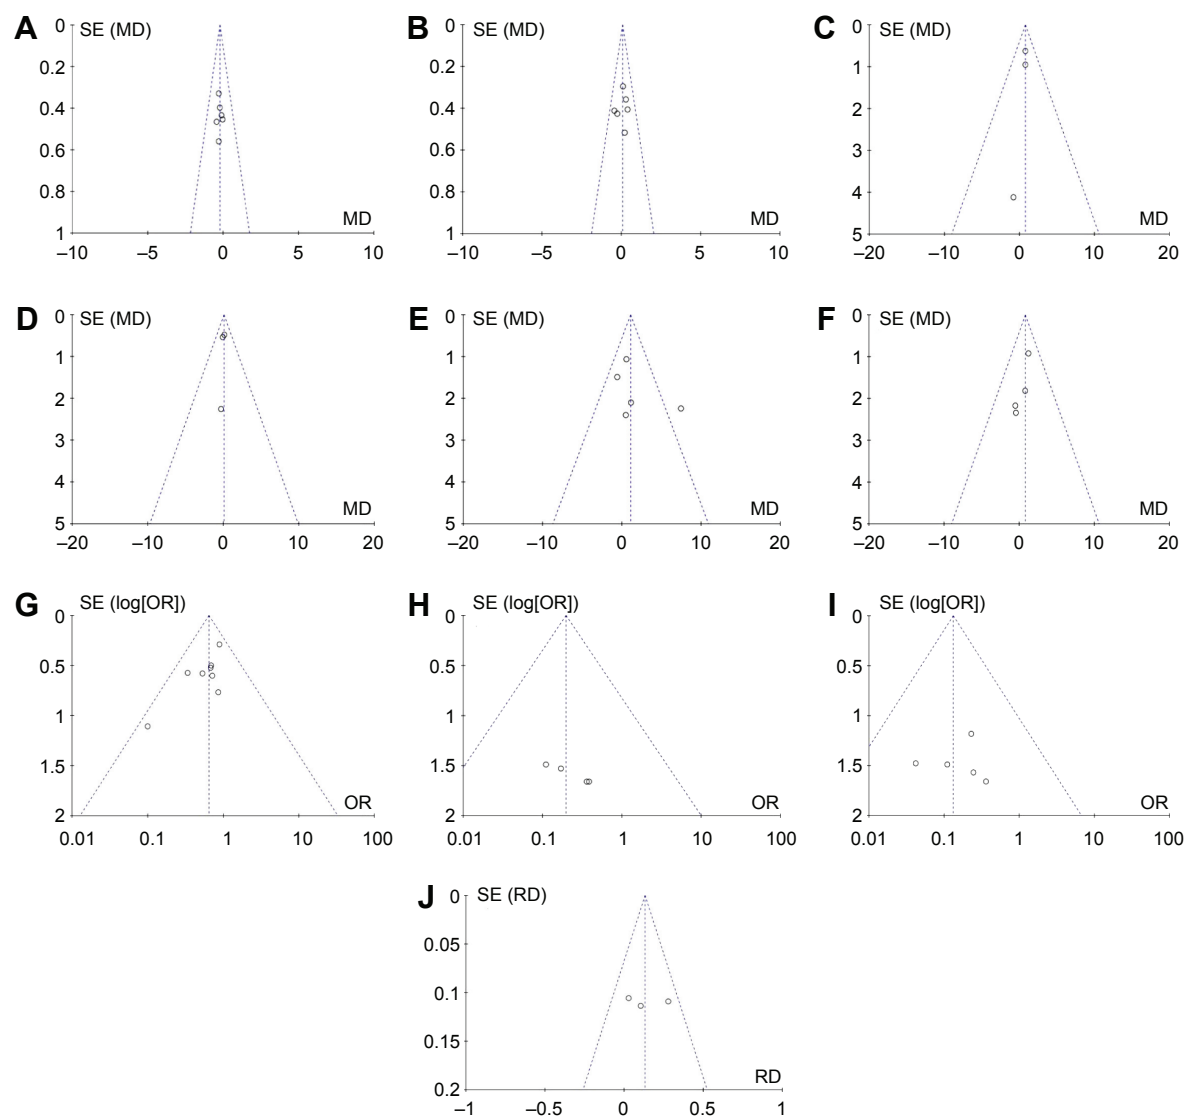 A SE (MD)
0
0.2
0.4
0.6
0.8
1
MD
–10 –5 0 5 10
B SE (MD)
0
0.2
0.4
0.6
0.8
1
MD
–10 –5 0 5 10
C SE (MD)
0
1
2
3
4
5
MD
–20 –10 0 10 20
D SE (MD)
0
1
2
3
4
5
MD
–20 –10 0 10 20
E SE (MD)
0
1
2
3
4
5
MD
–20 –10 0 10 20
F SE (MD)
0
1
2
3
4
5
MD
–20 –10 0 10 20
G SE (log[OR])
0
0.5
1
1.5
2
OR
0.01 0.1 1 10 100
H SE (log[OR])
0
0.5
1
1.5
2
OR
0.01 0.1 1 10 100
I SE (log[OR])
0
0.5
1
1.5
2
OR
0.01 0.1 1 10 100
J SE (RD)
0
0.05
0.1
0.15
0.2
RD
–1 –0.5 0 0.5 1